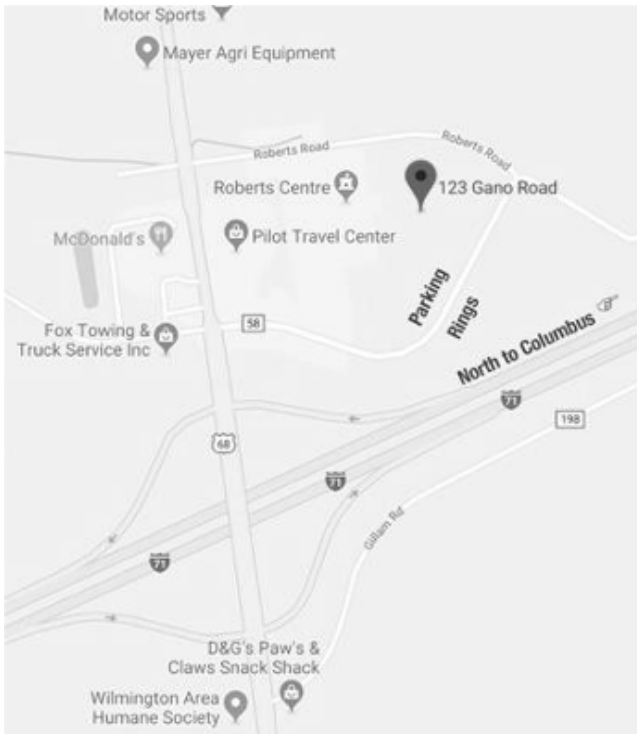 Motor Sports
Mayer Agri Equipment
Roberts Road
Roberts Road
Roberts Centre
123 Gano Road
McDonald's
Pilot Travel Center
Parking
Rings
58
Fox Towing &
Truck Service Inc
North to Columbus
71
198
68
71
Gillam Rd
71
D&G's Paw's &
Claws Snack Shack
Wilmington Area
Humane Society